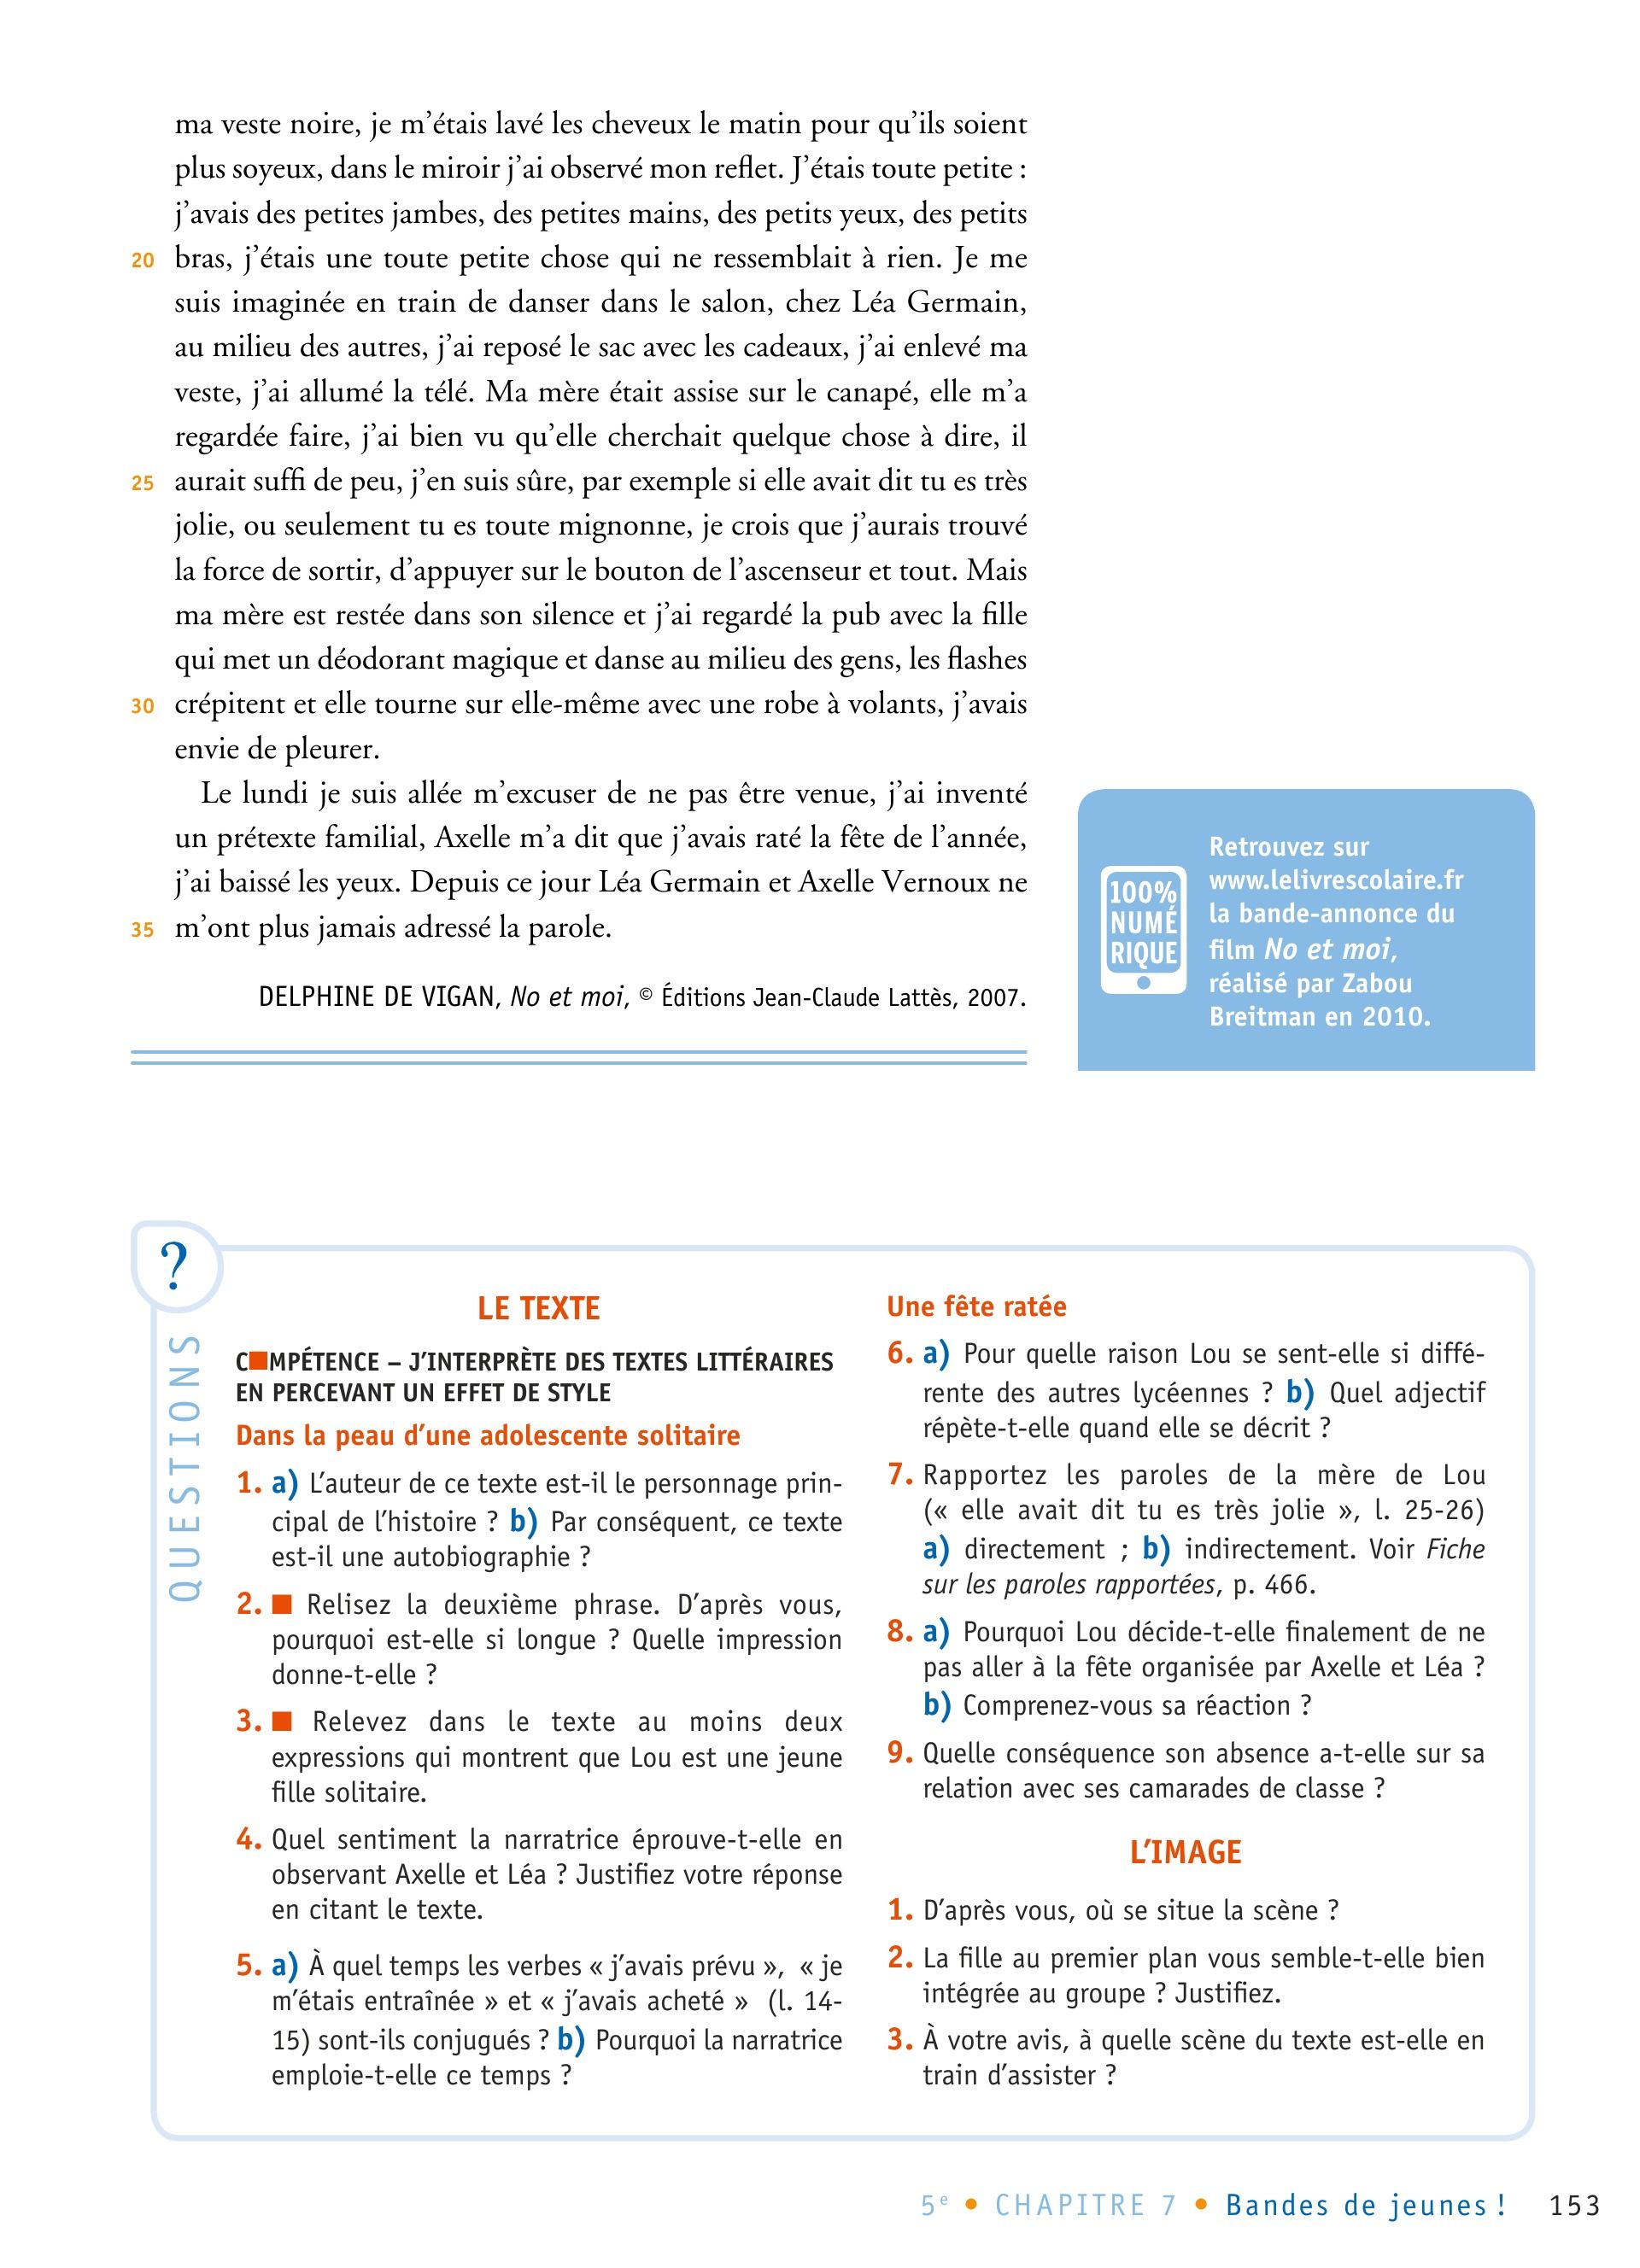 ma veste noire, je m’étais lavé les cheveux le matin pour qu’ils soient
plus soyeux, dans le miroir j’ai observé mon reflet. J’étais toute petite :
j’avais des petites jambes, des petites mains, des petits yeux, des petits
20 bras, j’étais une toute petite chose qui ne ressemblait à rien. Je me
suis imaginée en train de danser dans le salon, chez Léa Germain,
au milieu des autres, j’ai reposé le sac avec les cadeaux, j’ai enlevé ma
veste, j’ai allumé la télé. Ma mère était assise sur le canapé, elle m’a
regardée faire, j’ai bien vu qu’elle cherchait quelque chose à dire, il
25 aurait suffi de peu, j’en suis sûre, par exemple si elle avait dit tu es très
jolie, ou seulement tu es toute mignonne, je crois que j’aurais trouvé
la force de sortir, d’appuyer sur le bouton de l’ascenseur et tout. Mais
ma mère est restée dans son silence et j’ai regardé la pub avec la fille
qui met un déodorant magique et danse au milieu des gens, les flashes
30 crépitent et elle tourne sur elle-même avec une robe à volants, j’avais
envie de pleurer.
Le lundi je suis allée m’excuser de ne pas être venue, j’ai inventé
un prétexte familial, Axelle m’a dit que j’avais raté la fête de l’année,
j’ai baissé les yeux. Depuis ce jour Léa Germain et Axelle Vernoux ne
35 m’ont plus jamais adressé la parole.
DELPHINE DE VIGAN, No et moi, © Éditions Jean-Claude Lattès, 2007.
100%
NUMÉ
RIQUE
Retrouvez sur
www.lelivrescolaire.fr
la bande-annonce du
film No et moi,
réalisé par Zabou
Breitman en 2010.
?
QUESTIONS
LE TEXTE
C■MPÉTENCE – J’INTERPRÈTE DES TEXTES LITTÉRAIRES
EN PERCEVANT UN EFFET DE STYLE
Dans la peau d’une adolescente solitaire
1. a) L’auteur de ce texte est-il le personnage prin-
cipal de l’histoire ? b) Par conséquent, ce texte
est-il une autobiographie ?
2. ■ Relisez la deuxième phrase. D’après vous,
pourquoi est-elle si longue ? Quelle impression
donne-t-elle ?
3. ■ Relevez dans le texte au moins deux
expressions qui montrent que Lou est une jeune
fille solitaire.
4. Quel sentiment la narratrice éprouve-t-elle en
observant Axelle et Léa ? Justifiez votre réponse
en citant le texte.
5. a) À quel temps les verbes « j’avais prévu », « je
m’étais entraînée » et « j’avais acheté » (l. 14-
15) sont-ils conjugués ? b) Pourquoi la narratrice
emploie-t-elle ce temps ?
Une fête ratée
6. a) Pour quelle raison Lou se sent-elle si diffé-
rente des autres lycéennes ? b) Quel adjectif
répète-t-elle quand elle se décrit ?
7. Rapportez les paroles de la mère de Lou
(« elle avait dit tu es très jolie », l. 25-26)
a) directement ; b) indirectement. Voir Fiche
sur les paroles rapportées, p. 466.
8. a) Pourquoi Lou décide-t-elle finalement de ne
pas aller à la fête organisée par Axelle et Léa ?
b) Comprenez-vous sa réaction ?
9. Quelle conséquence son absence a-t-elle sur sa
relation avec ses camarades de classe ?
L’IMAGE
1. D’après vous, où se situe la scène ?
2. La fille au premier plan vous semble-t-elle bien
intégrée au groupe ? Justifiez.
3. À votre avis, à quelle scène du texte est-elle en
train d’assister ?
5e • CHAPITRE 7 • Bandes de jeunes ! 153